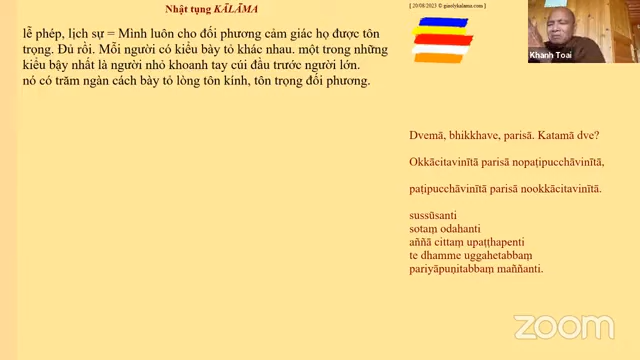 Nhật tụng KĀLĀMA
lễ phép, lịch sự = Mình luôn cho đối phương cảm giác họ được tôn
trọng. Đủ rồi. Mỗi người có kiểu bày tỏ khác nhau. một trong những
kiểu bậy nhất là người nhỏ khoanh tay cúi đầu trước người lớn.
nó có trăm ngàn cách bày tỏ lòng tôn kính, tôn trọng đối phương.
[ 20/08/2023 © giaolykalama.com ]
Khanh Toai
Dvemā, bhikkhave, parisā. Katamā dve?
Okkācitavinītā parisā nopaṭipucchāvinītā,
paṭipucchāvinītā parisā nookkācitavinītā.
sussūsanti
sotaṃ odahanti
aññā cittaṃ upaṭṭhapenti
te dhamme uggahetabbaṃ
pariyāpuṇitabbaṃ maññanti.
zoom